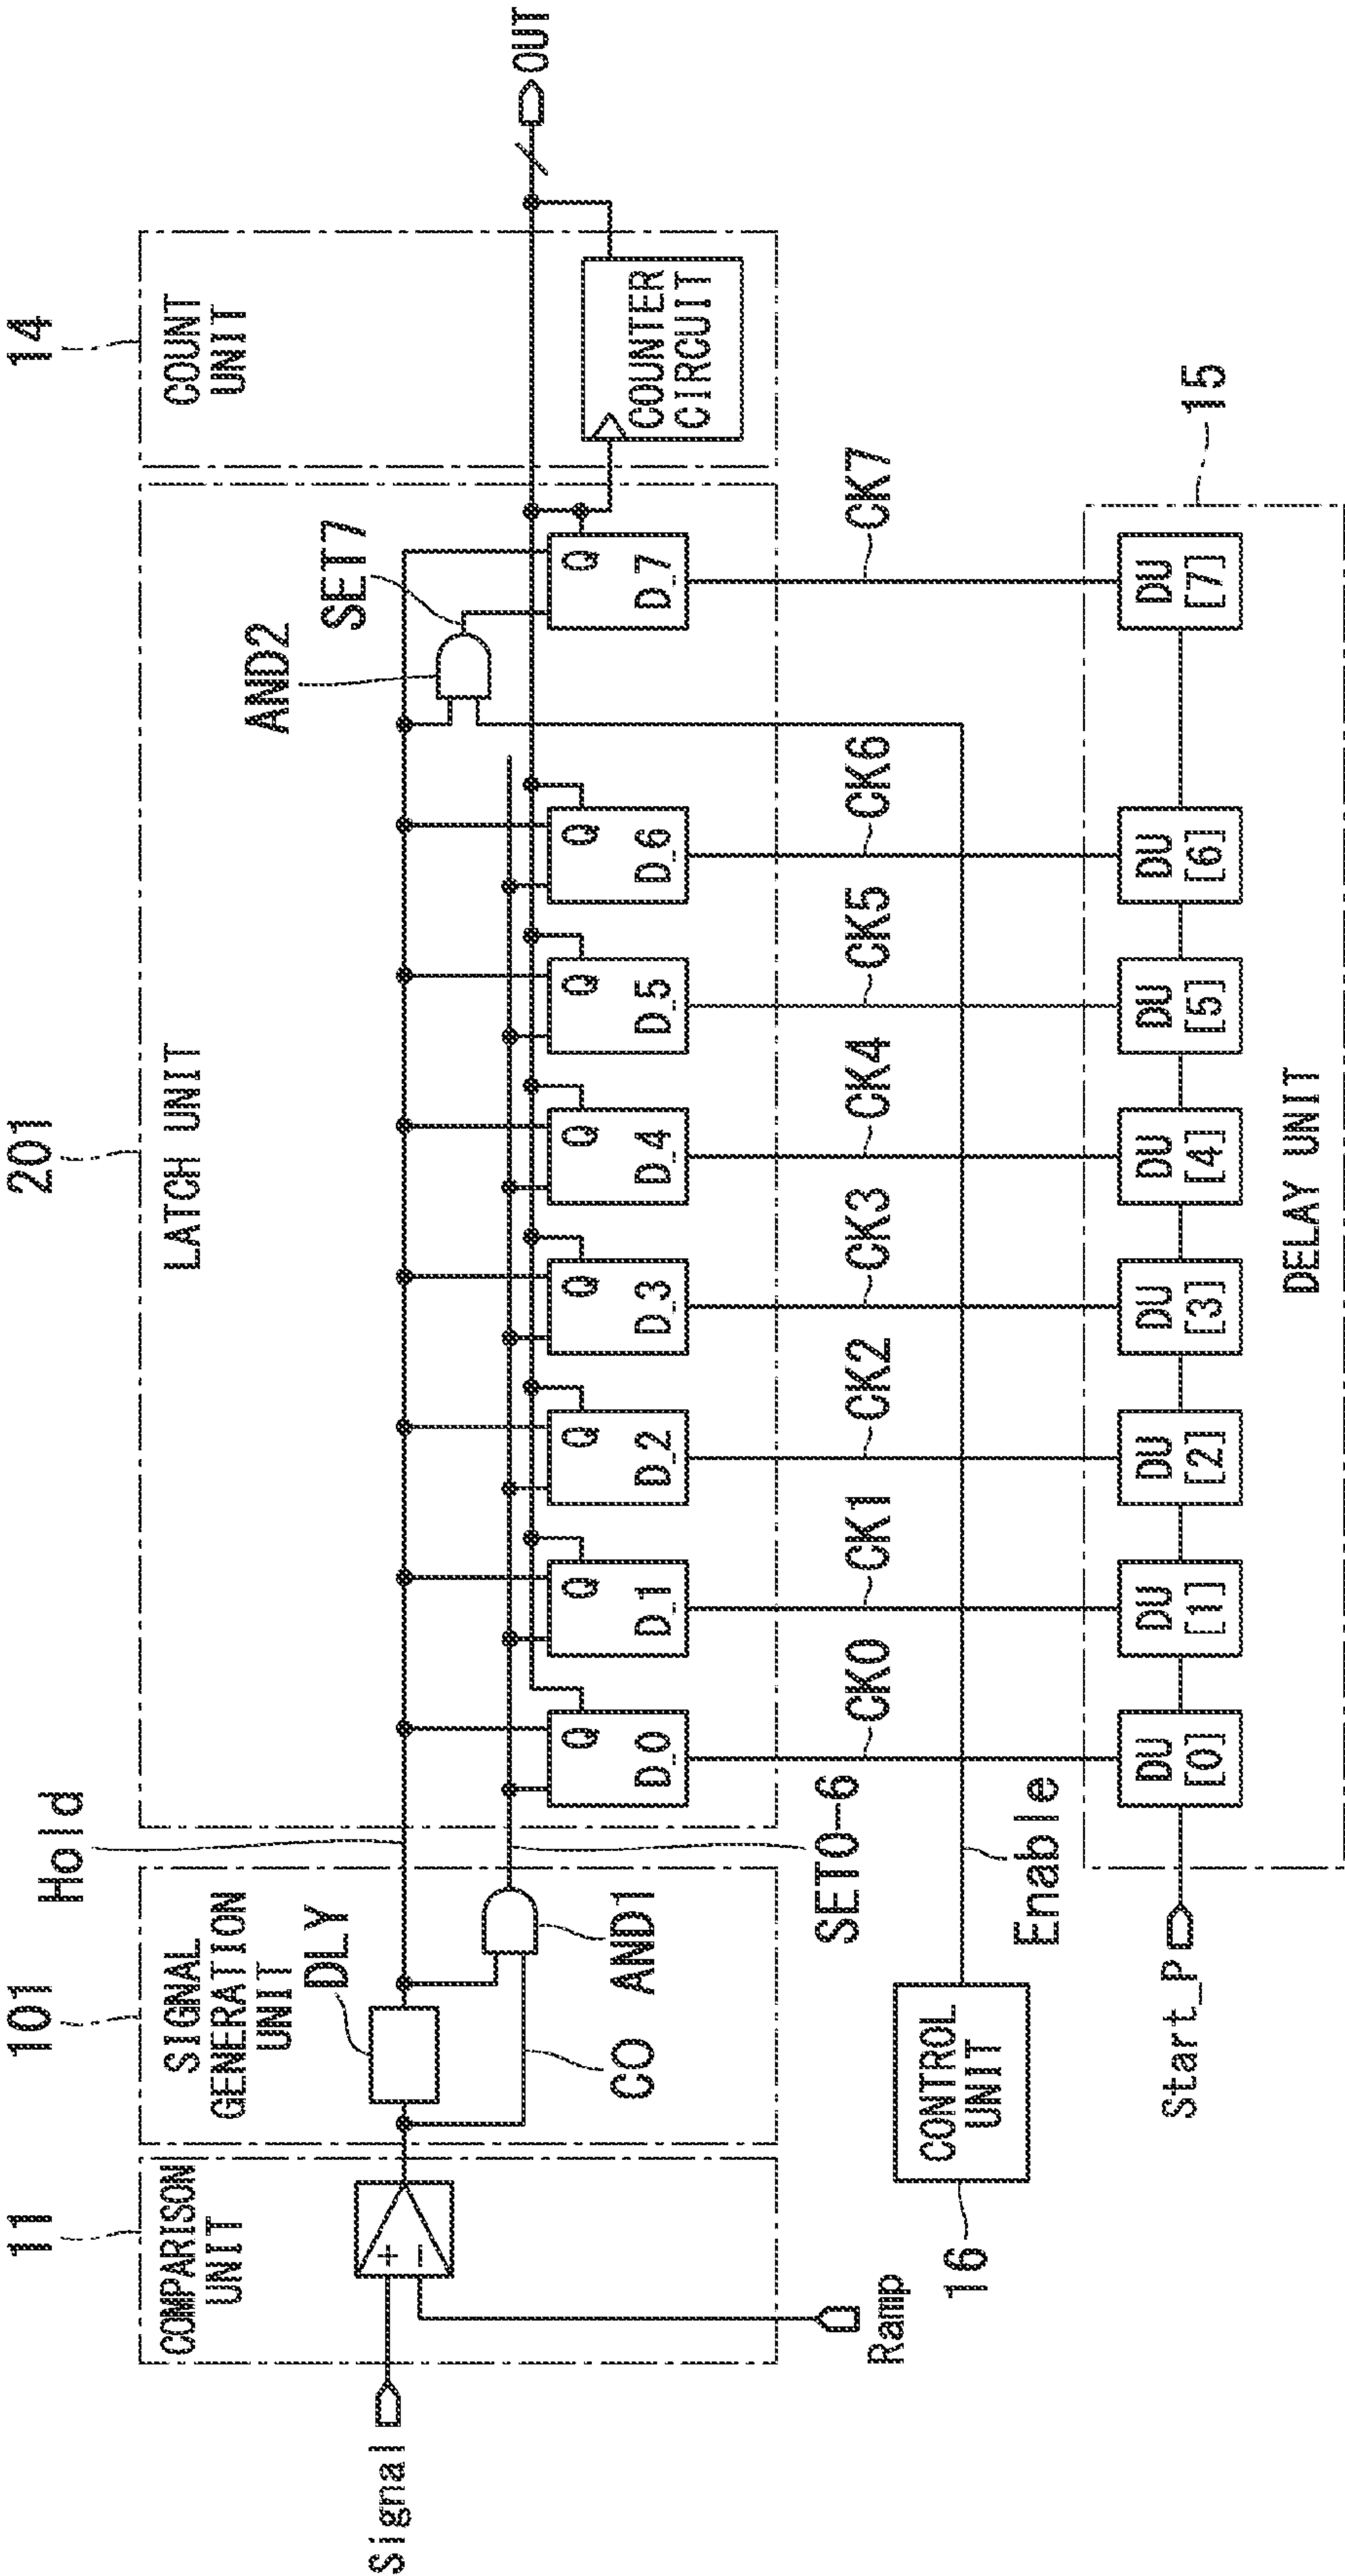 11
101
Hold
201
14
COMPARISON
UNIT
SIGNAL
GENERATION
UNIT
DLY
LATCH UNIT
AND2
SET7
COUNT
UNIT
Signal
+
−
CO
AND1
Q
D_0
Q
D_1
Q
D_2
Q
D_3
Q
D_4
Q
D_5
Q
D_6
Q
D_7
COUNTER
CIRCUIT
OUT
Ramp
SET0-6
CK0
CK1
CK2
CK3
CK4
CK5
CK6
CK7
16
CONTROL
UNIT
Enable
15
Start_P
DU
[0]
DU
[1]
DU
[2]
DU
[3]
DU
[4]
DU
[5]
DU
[6]
DU
[7]
DELAY UNIT